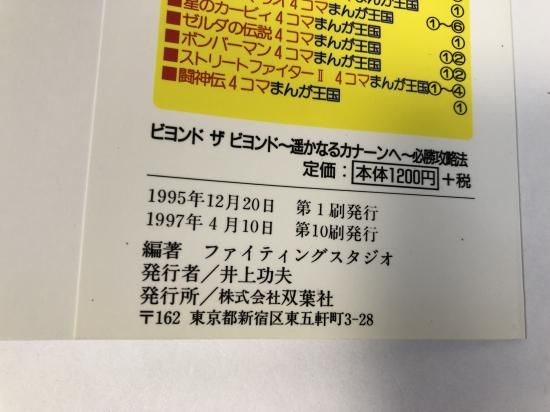 ■星のカービィ4コマまんが王国
①〜⑥
■ゼルダの伝説4コマまんが王国
①
■ボンバーマン4コマまんが王国
①②
■ストリートファイターⅡ 4コマまんが王国①〜④
■闘神伝4コマまんが王国
①
ビヨンド ザ ビヨンド〜遥かなるカナーンへ〜必勝攻略法
定価：本体1200円+税
1995年12月20日 第1刷発行
1997年4月10日 第10刷発行
編著 ファイティングスタジオ
発行者／井上功夫
発行所／株式会社双葉社
〒162 東京都新宿区東五軒町3-28